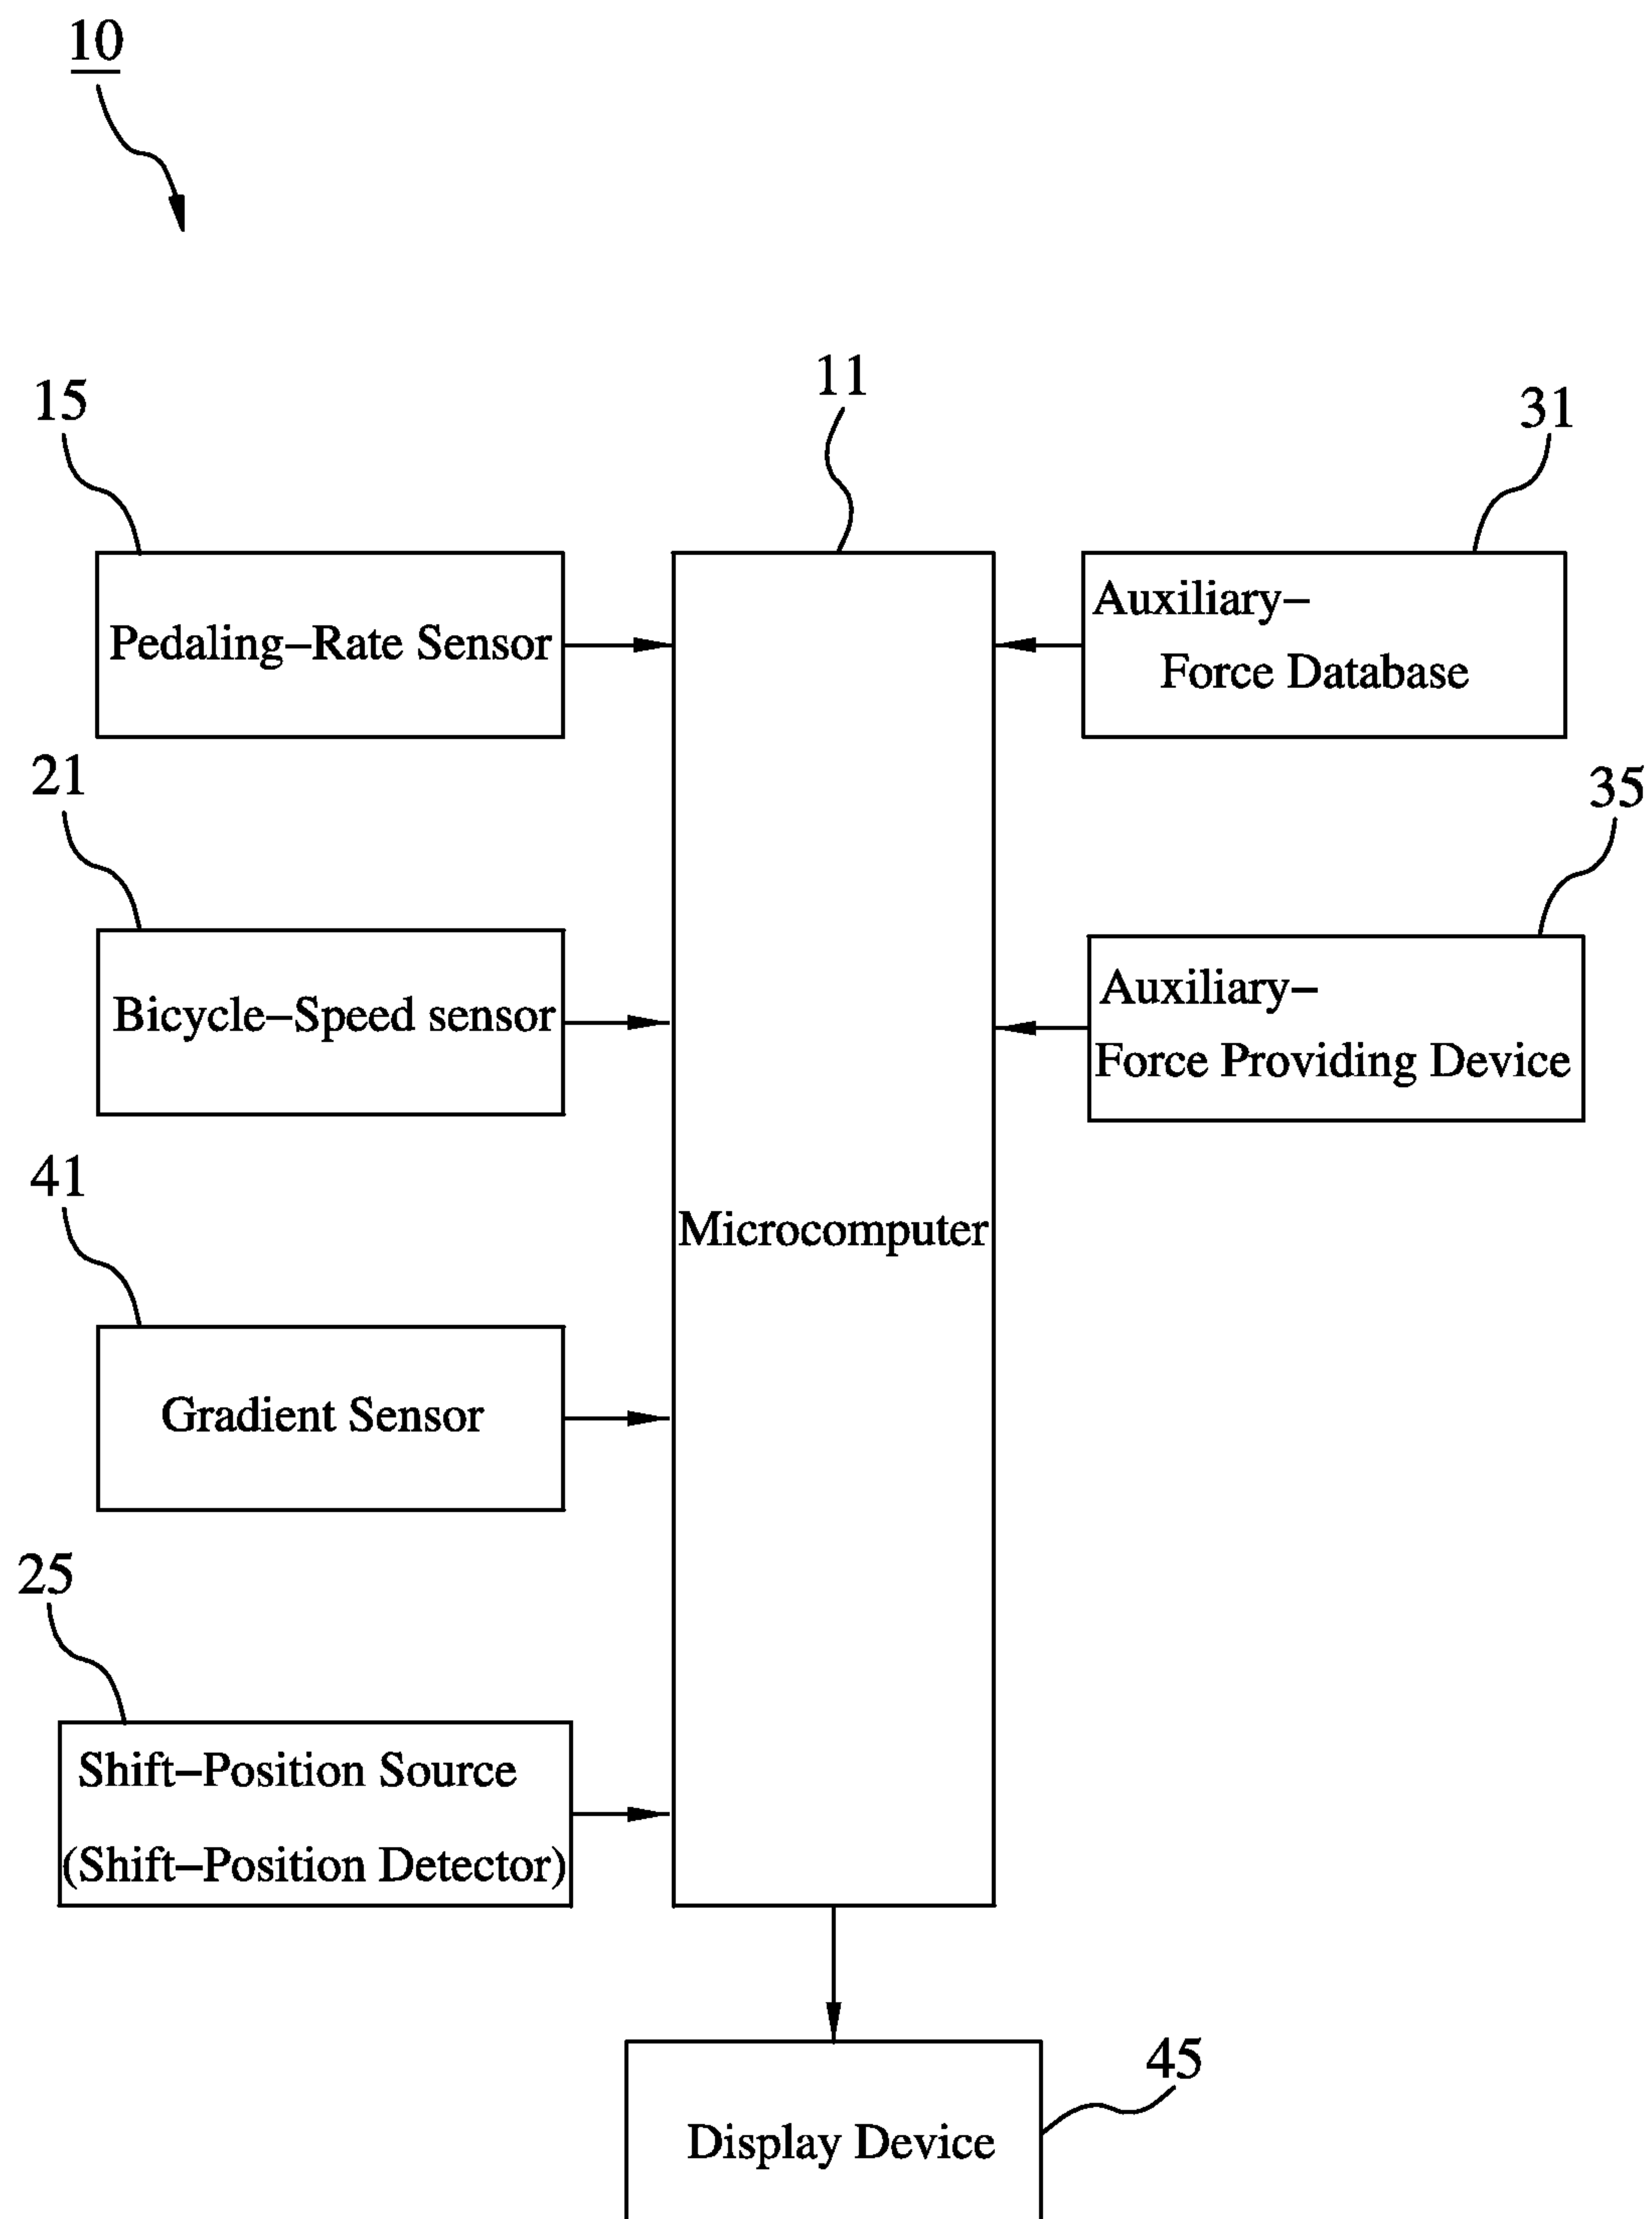 10
11
15
31
Pedaling–Rate Sensor
Auxiliary–
Force Database
21
35
Bicycle–Speed sensor
Auxiliary–
Force Providing Device
41
Microcomputer
Gradient Sensor
25
Shift–Position Source
(Shift–Position Detector)
45
Display Device